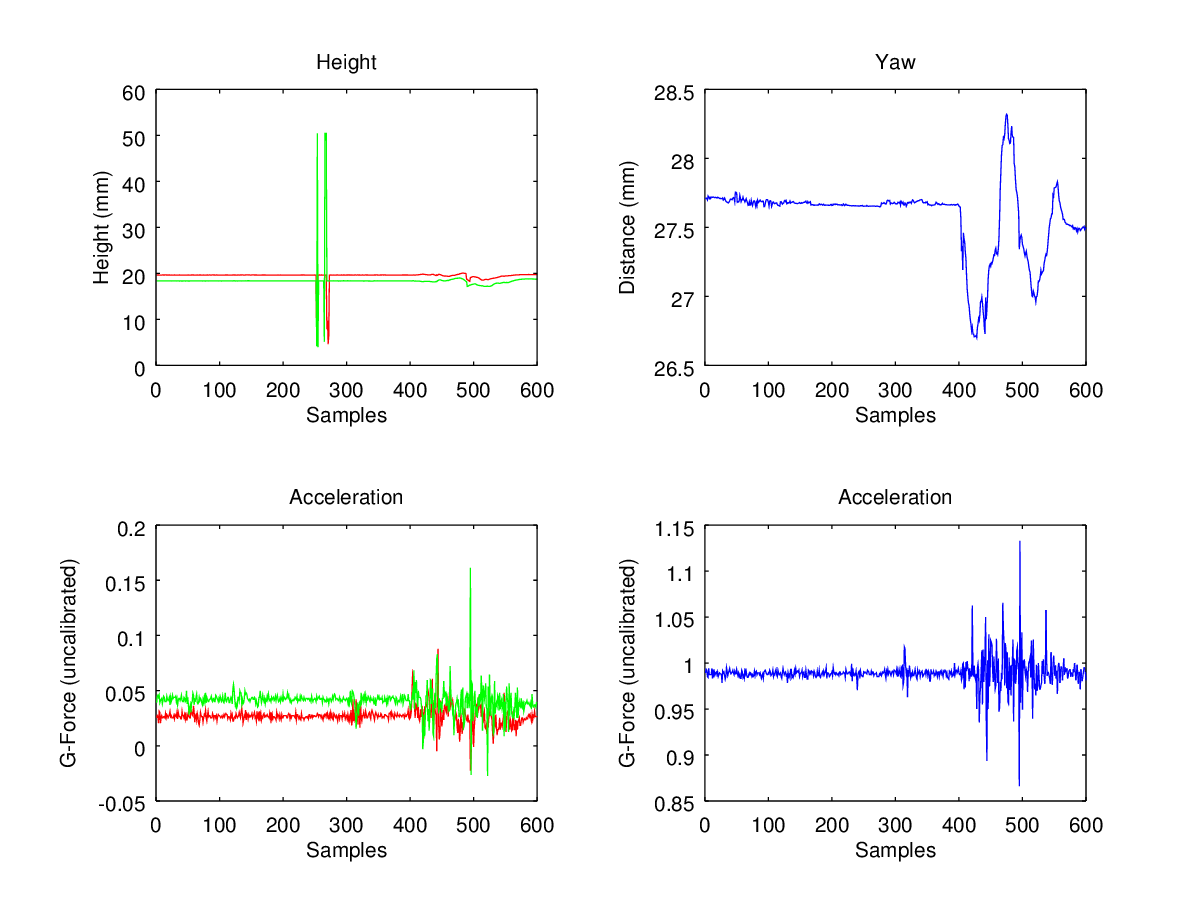 Height
60
50
40
30
20
10
0
Height (mm)
0 100 200 300 400 500 600
Samples
Yaw
28.5
28
27.5
27
26.5
Distance (mm)
0 100 200 300 400 500 600
Samples
Acceleration
0.2
0.15
0.1
0.05
0
-0.05
G-Force (uncalibrated)
0 100 200 300 400 500 600
Samples
Acceleration
1.15
1.1
1.05
1
0.95
0.9
0.85
G-Force (uncalibrated)
0 100 200 300 400 500 600
Samples